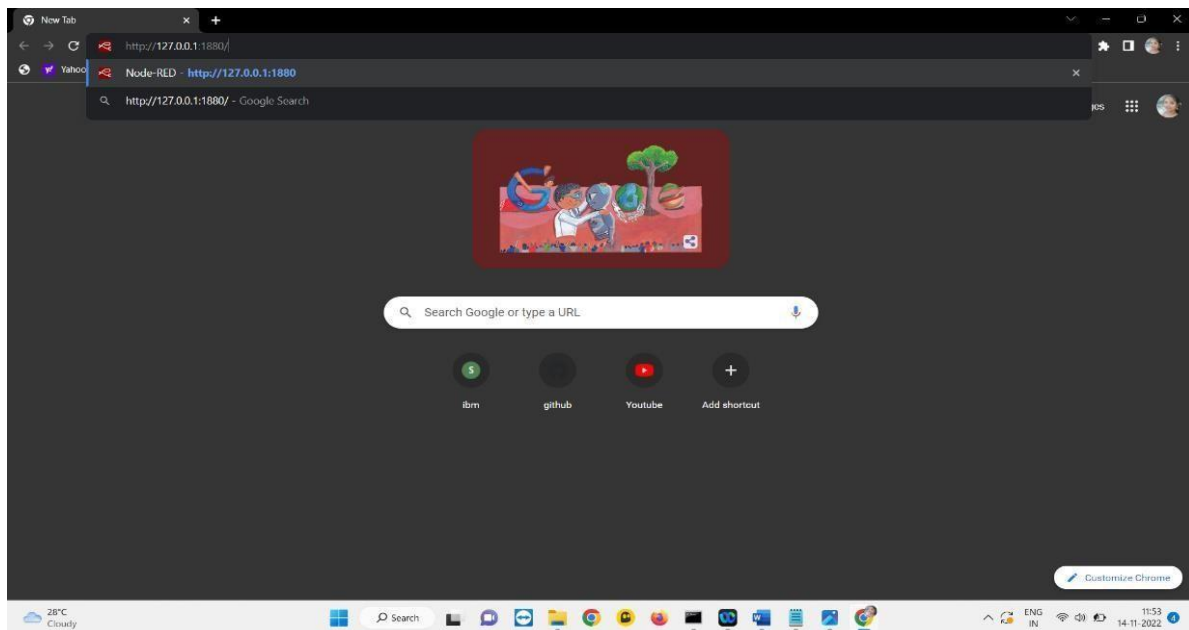 New Tab
http://127.0.0.1:1880/
Yahoo
Node-RED - http://127.0.0.1:1880
http://127.0.0.1:1880/ - Google Search
Google
Search Google or type a URL
S
ibm
github
Youtube
Add shortcut
Customize Chrome
28°C
Cloudy
Search
ENG
IN
11:53
14-11-2022
4